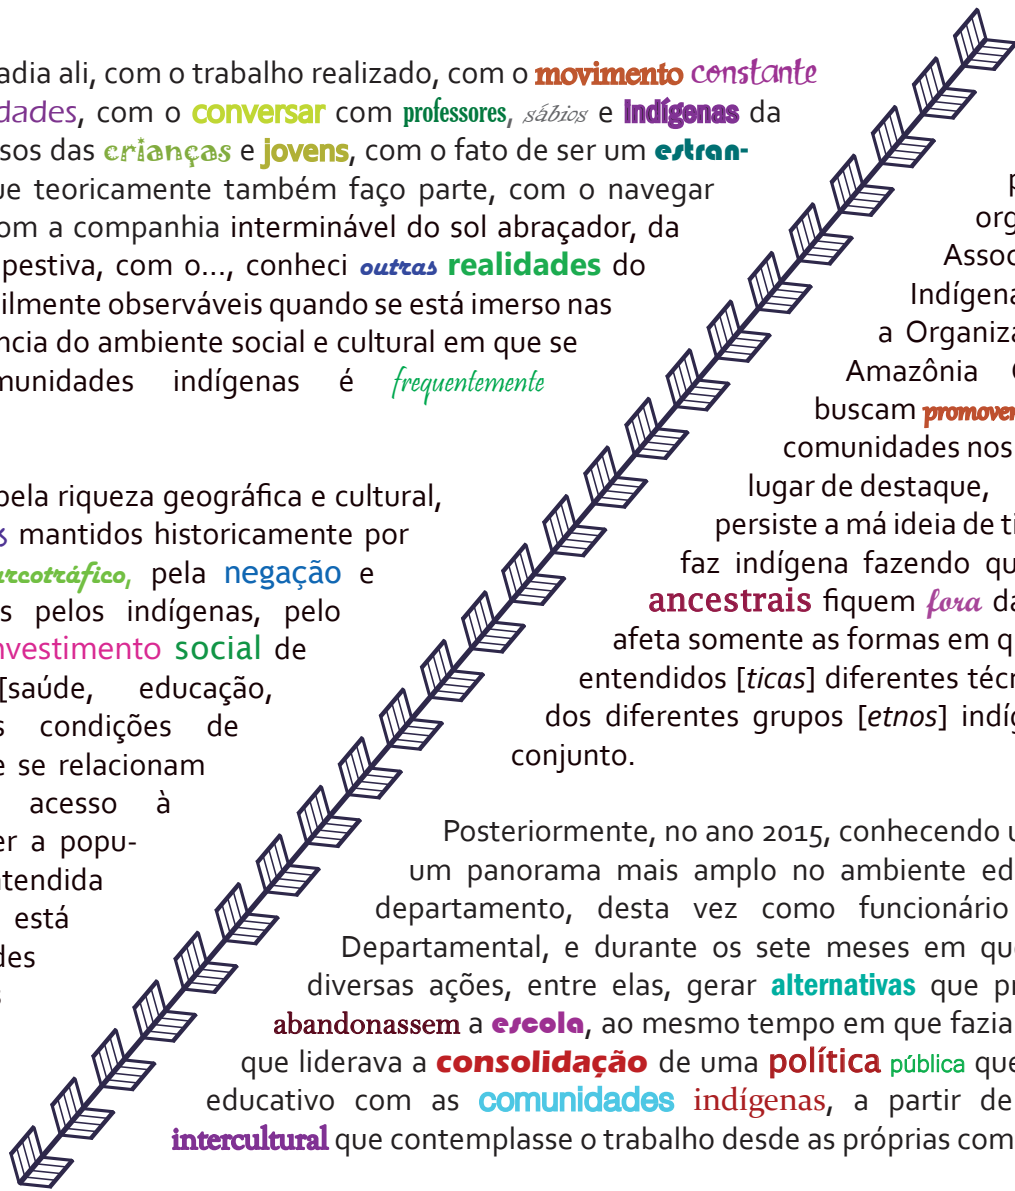 adia ali, com o trabalho realizado, com o movimento constante
dades, com o conversar com professores, sábios e indígenas da
sos das crianças e jovens, com o fato de ser um estran-
ue teoricamente também faço parte, com o navegar
om a companhia interminável do sol abraçador, da
pestiva, com o..., conheci outras realidades do
ilmente observáveis quando se está imerso nas
ncia do ambiente social e cultural em que se
munidades indígenas é frequentemente
pela riqueza geográfica e cultural,
s mantidos historicamente por
arcotráfico, pela negação e
s pelos indígenas, pelo
nvestimento social de
[saúde, educação,
s condições de
e se relacionam
acesso à
er a popu-
ntendida
está
des
s
p
org
Assoc
Indígena
a Organiza
Amazônia C
buscam promover
comunidades nos
lugar de destaque,
persiste a má ideia de ti
faz indígena fazendo qu
ancestrais fiquem fora da
afeta somente as formas em q
entendidos [ticas] diferentes técn
dos diferentes grupos [etnos] indíg
conjunto.
Posteriormente, no ano 2015, conhecendo u
um panorama mais amplo no ambiente ed
departamento, desta vez como funcionário
Departamental, e durante os sete meses em que
diversas ações, entre elas, gerar alternativas que pr
abandonassem a escola, ao mesmo tempo em que fazia
que liderava a consolidação de uma política pública que
educativo com as comunidades indígenas, a partir de
intercultural que contemplasse o trabalho desde as próprias com